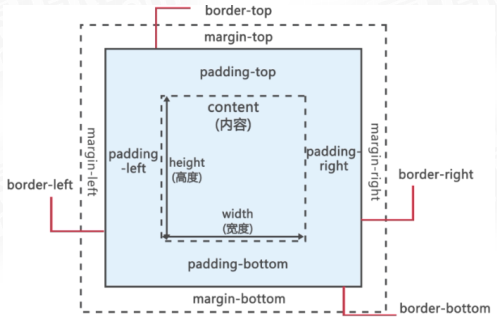 border-top
margin-top
padding-top
content
(内容)
margin-left
padding
-left
height
(高度)
padding-
right
margin-right
border-left
border-right
width
(宽度)
padding-bottom
margin-bottom
border-bottom